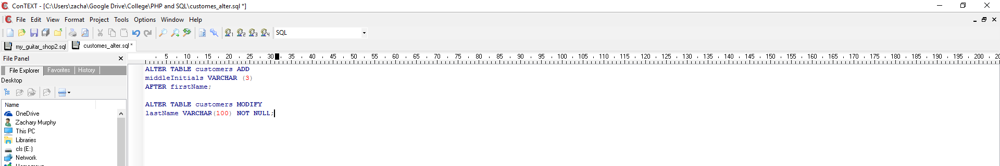 ConTEXT - [C:\Users\zacha\Google Drive\College\PHP and SQL\customes_alter.sql *]
File Edit View Format Project Tools Options Window Help
1 2 3 4 SQL
my_guitar_shop2.sql customes_alter.sql *
File Panel
5 10 15 20 25 30 35 40 45 50 55 60 65 70 75 80 85 90 95 100 105 110 115 120 125 130 135 140 145 150 155 160 165 170 175 180 185 190 195 200
File Explorer Favorites History
Desktop
Name
OneDrive
Zachary Murphy
This PC
Libraries
cls (E:)
Network
ALTER TABLE customers ADD
middleInitials VARCHAR (3)
AFTER firstName;
ALTER TABLE customers MODIFY
lastName VARCHAR(100) NOT NULL;